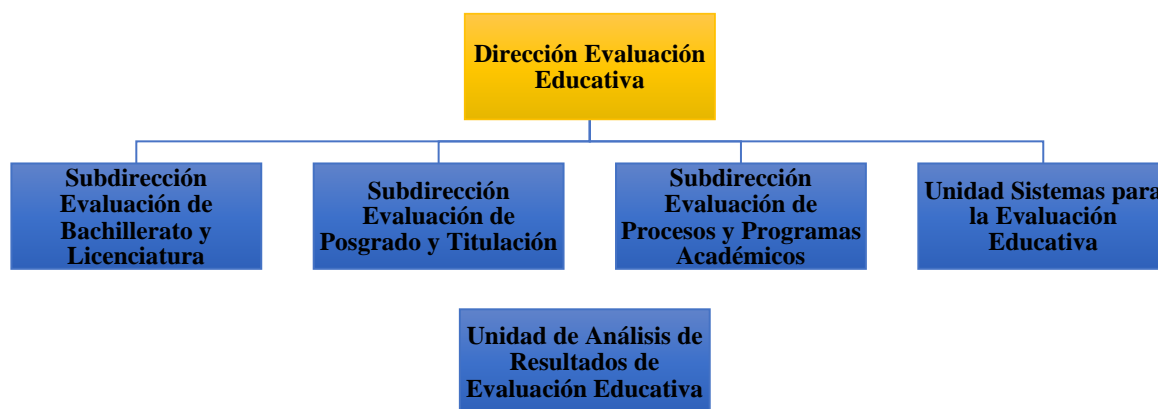 Dirección Evaluación
Educativa
Subdirección
Evaluación de
Bachillerato y
Licenciatura
Subdirección
Evaluación de
Posgrado y Titulación
Subdirección
Evaluación de
Procesos y Programas
Académicos
Unidad Sistemas para
la Evaluación
Educativa
Unidad de Análisis de
Resultados de
Evaluación Educativa